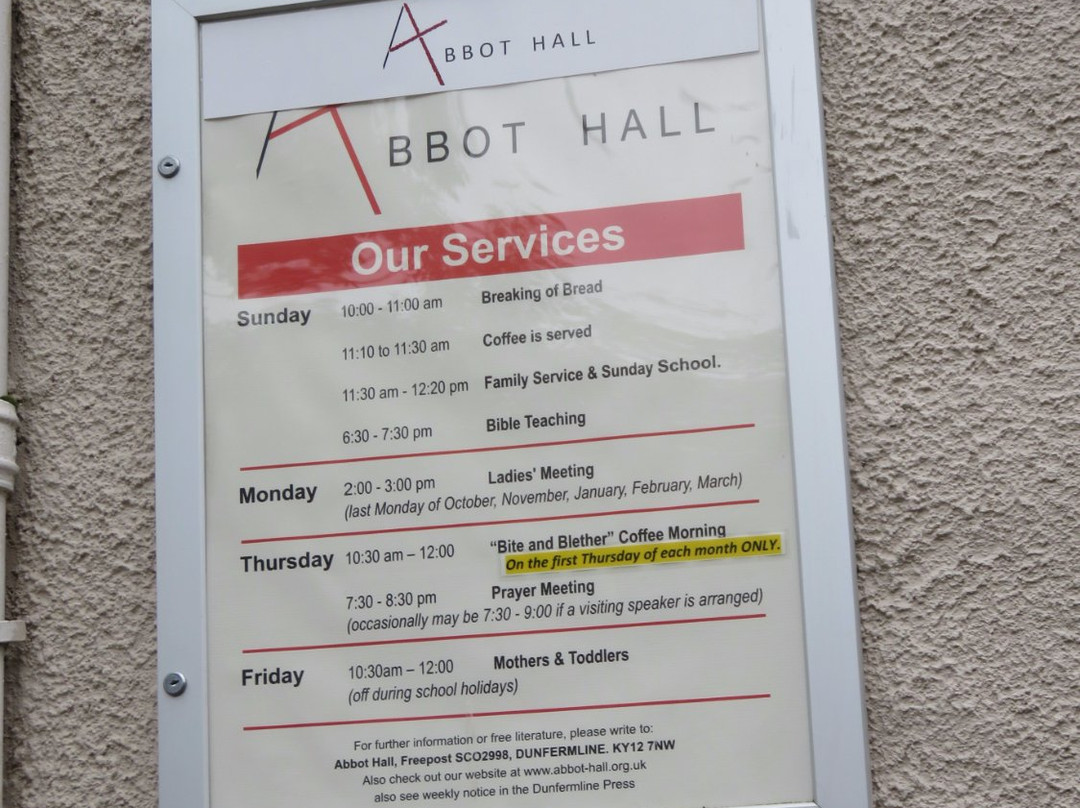 ABBOT HALL
ABBOT HALL
Our Services
Sunday 10:00 - 11:00 am Breaking of Bread
11:10 to 11:30 am Coffee is served
11:30 am - 12:20 pm Family Service & Sunday School.
6:30 - 7:30 pm Bible Teaching
Monday 2:00 - 3:00 pm Ladies' Meeting
(last Monday of October, November, January, February, March)
Thursday 10:30 am – 12:00 “Bite and Blether” Coffee Morning
On the first Thursday of each month ONLY.
7:30 - 8:30 pm Prayer Meeting
(occasionally may be 7:30 - 9:00 if a visiting speaker is arranged)
Friday 10:30am – 12:00 Mothers & Toddlers
(off during school holidays)
For further information or free literature, please write to:
Abbot Hall, Freepost SCO2998, DUNFERMLINE. KY12 7NW
Also check out our website at www.abbot-hall.org.uk
also see weekly notice in the Dunfermline Press